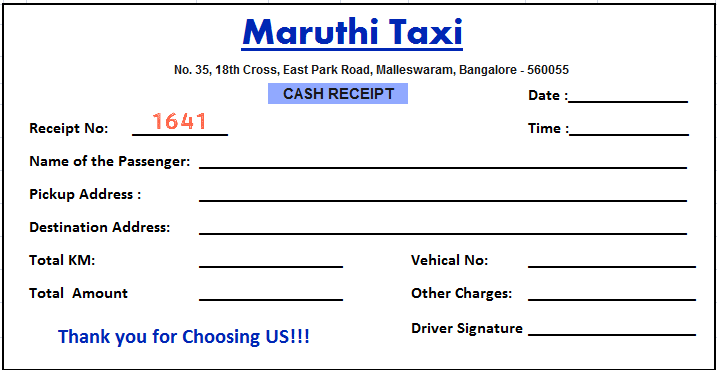 Maruthi Taxi
No. 35, 18th Cross, East Park Road, Malleswaram, Bangalore - 560055
CASH RECEIPT
Date :
Receipt No: 1641
Time :
Name of the Passenger:
Pickup Address :
Destination Address:
Total KM: Vehical No:
Total Amount Other Charges:
Driver Signature
Thank you for Choosing US!!!